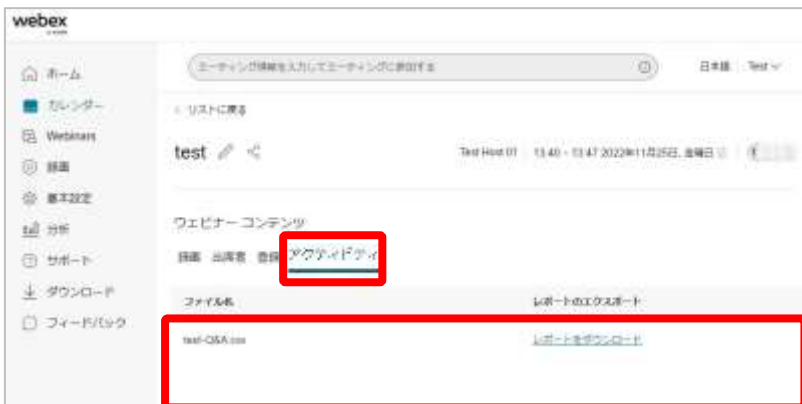 webex
ミーティング情報を入力してミーティングに参加する
日本語 Test
ホーム
カレンダー
Webinars
録画
基本設定
分析
サポート
ダウンロード
フィードバック
リストに戻る
test
Test Host 01 13:40 - 13:47 2022年11月25日, 金曜日
ウェビナー コンテンツ
録画 出席者 登録 アクティビティ
ファイル名 レポートのエクスポート
test-Q&A.csv レポートをダウンロード